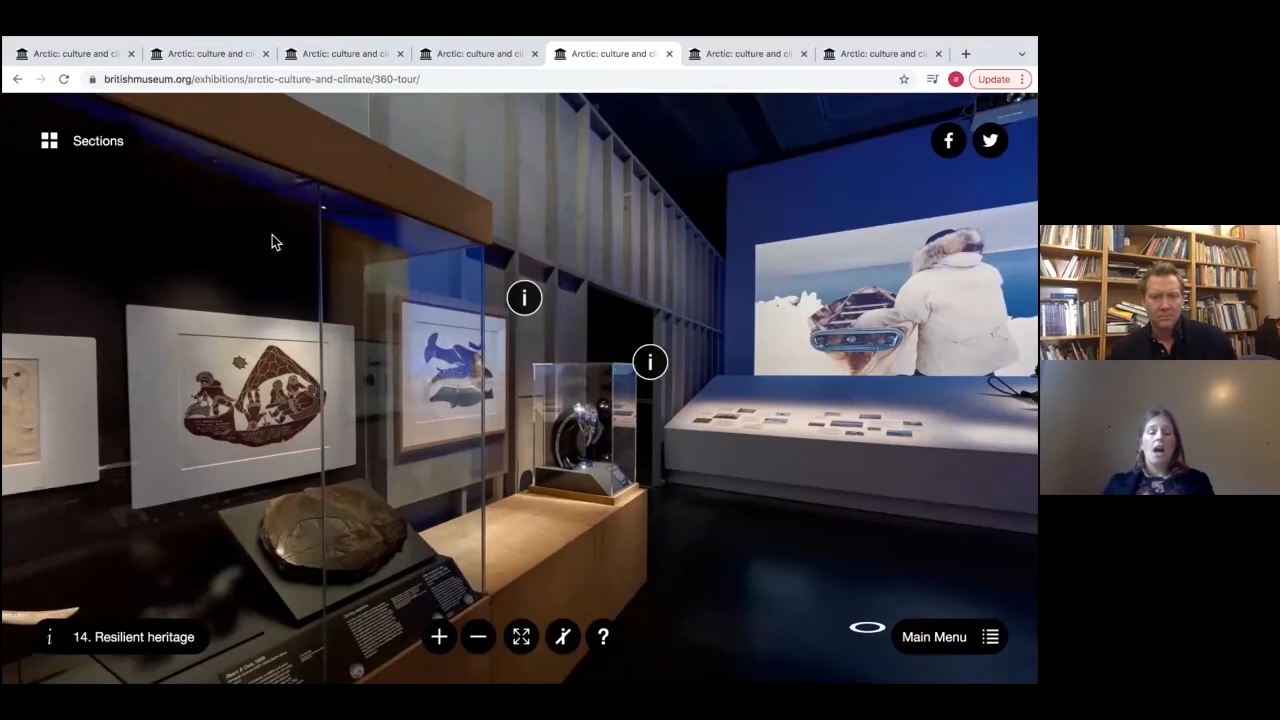 Arctic: culture and cli
Arctic: culture and cli
Arctic: culture and cli
Arctic: culture and cli
Arctic: culture and cl
Arctic: culture and cli
Arctic: culture and cli
britishmuseum.org/exhibitions/arctic-culture-and-climate/360-tour/
a
Update
Sections
f
i
i
i
14. Resilient heritage
?
Main Menu